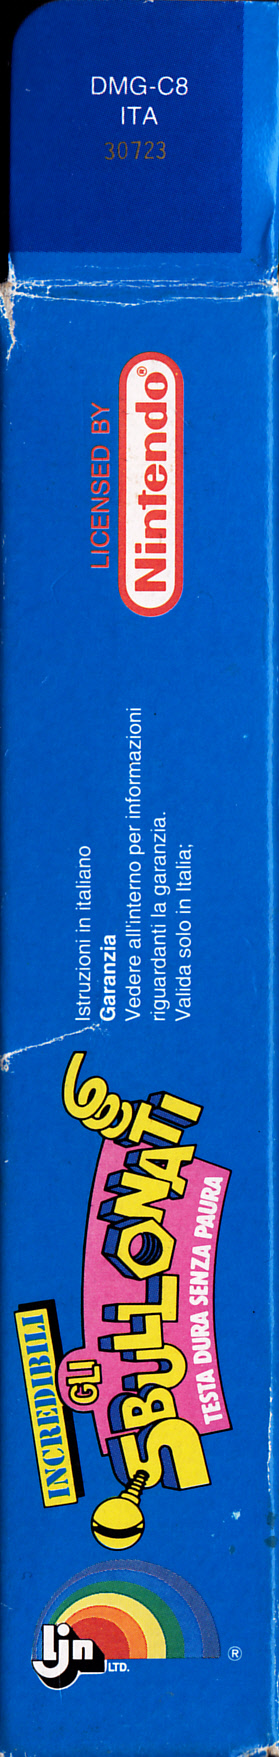 DMG-C8
ITA
30723
LICENSED BY
Nintendo®
Istruzioni in italiano
Garanzia
Vedere all'interno per informazioni
riguardanti la garanzia.
Valida solo in Italia;
INCREDIBILI
GLI
SBULLONATI
TESTA DURA SENZA PAURA
ljn
LTD.
®